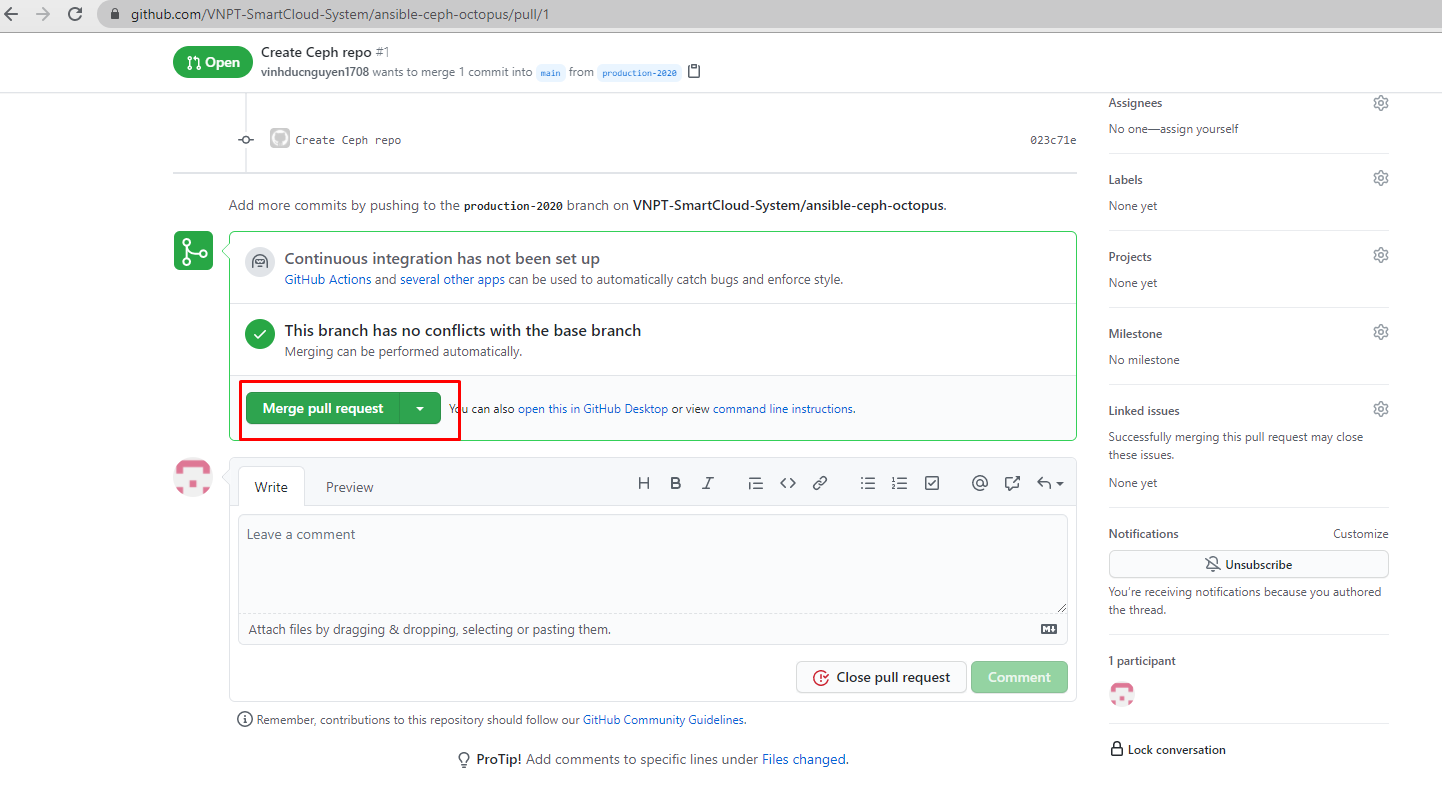 github.com/VNPT-SmartCloud-System/ansible-ceph-octopus/pull/1
Open
Create Ceph repo #1
vinhducnguyen1708 wants to merge 1 commit into main from production-2020
Create Ceph repo 023c71e
Add more commits by pushing to the production-2020 branch on VNPT-SmartCloud-System/ansible-ceph-octopus.
Continuous integration has not been set up
GitHub Actions and several other apps can be used to automatically catch bugs and enforce style.
This branch has no conflicts with the base branch
Merging can be performed automatically.
Merge pull request
You can also open this in GitHub Desktop or view command line instructions.
Write Preview
Leave a comment
Attach files by dragging & dropping, selecting or pasting them.
Close pull request Comment
Remember, contributions to this repository should follow our GitHub Community Guidelines.
ProTip! Add comments to specific lines under Files changed.
Assignees
No one—assign yourself
Labels
None yet
Projects
None yet
Milestone
No milestone
Linked issues
Successfully merging this pull request may close
these issues.
None yet
Notifications Customize
Unsubscribe
You're receiving notifications because you authored
the thread.
1 participant
Lock conversation